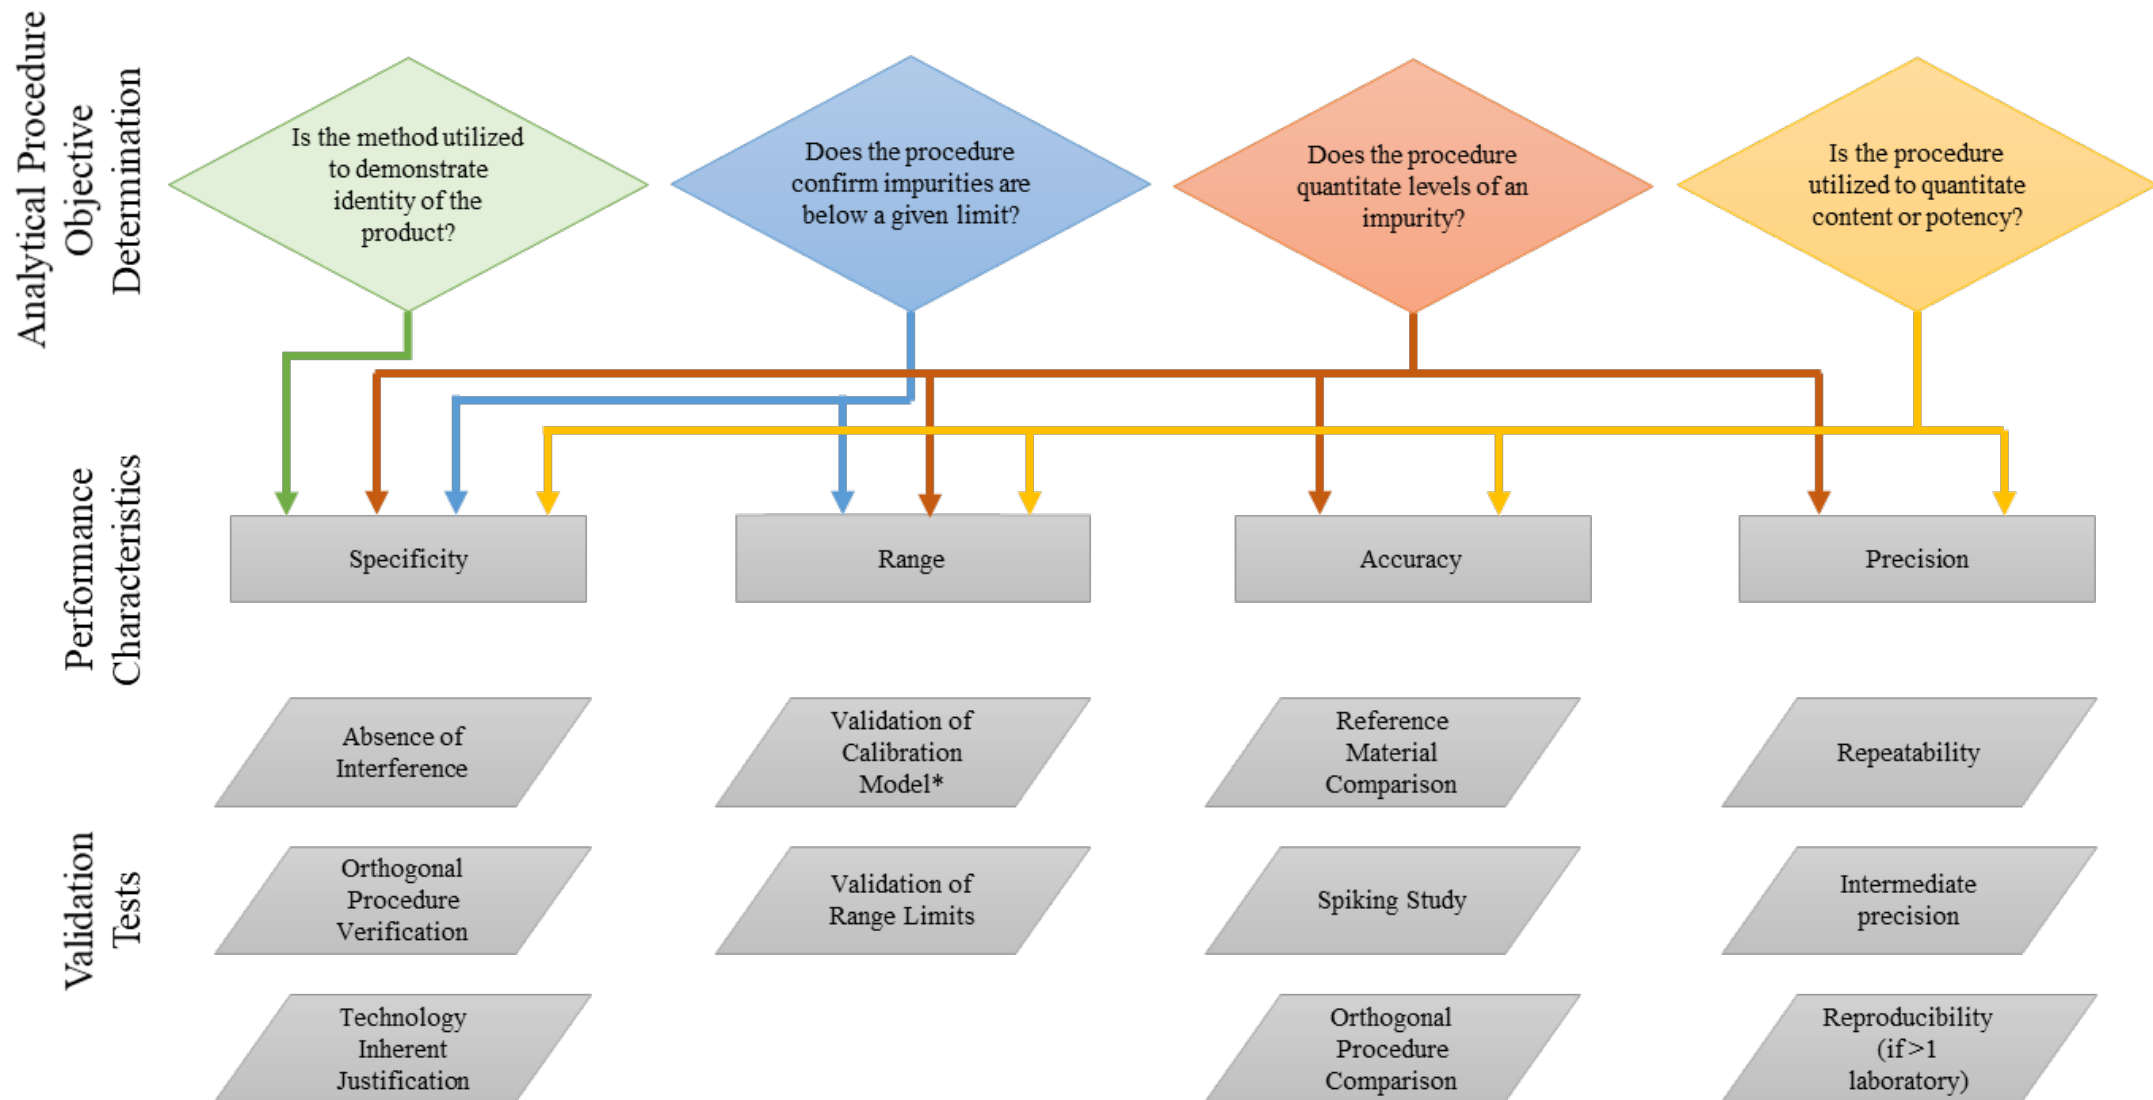 Analytical Procedure
Objective
Determination
Is the method utilized
to demonstrate
identity of the
product?
Does the procedure
confirm impurities are
below a given limit?
Does the procedure
quantitate levels of an
impurity?
Is the procedure
utilized to quantitate
content or potency?
Performance
Characteristics
Specificity
Range
Accuracy
Precision
Validation
Tests
Absence of
Interference
Validation of
Calibration
Model*
Reference
Material
Comparison
Repeatability
Orthogonal
Procedure
Verification
Validation of
Range Limits
Spiking Study
Intermediate
precision
Technology
Inherent
Justification
Orthogonal
Procedure
Comparison
Reproducibility
(if >1
laboratory)